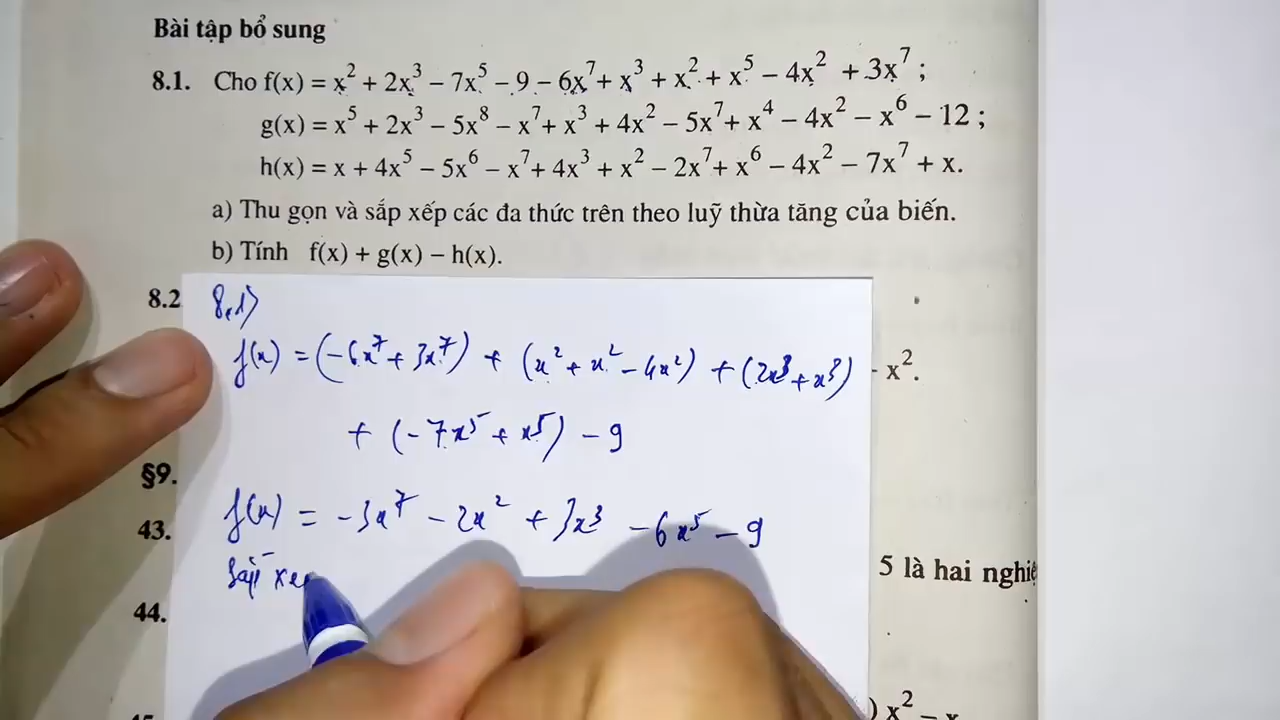 Bài tập bổ sung
8.1. Cho f(x) = x² + 2x³ – 7x⁵ – 9 – 6x⁷ + x³ + x² + x⁵ – 4x² + 3x⁷ ;
g(x) = x⁵ + 2x³ – 5x⁸ – x⁷ + x³ + 4x² – 5x⁷ + x⁴ – 4x² – x⁶ – 12 ;
h(x) = x + 4x⁵ – 5x⁶ – x⁷ + 4x³ + x² – 2x⁷ + x⁶ – 4x² – 7x⁷ + x.
a) Thu gọn và sắp xếp các đa thức trên theo luỹ thừa tăng của biến.
b) Tính f(x) + g(x) – h(x).
8.2
8.1)
f(x) = (-6x⁷ + 3x⁷) + (x² + x² - 4x²) + (2x³ + x³)
- x².
+ (-7x⁵ + x⁵) - 9
§9.
f(x) = -3x⁷ - 2x² + 3x³ - 6x⁵ - 9
43.
5 là hai nghiệ
44.
) x² – x